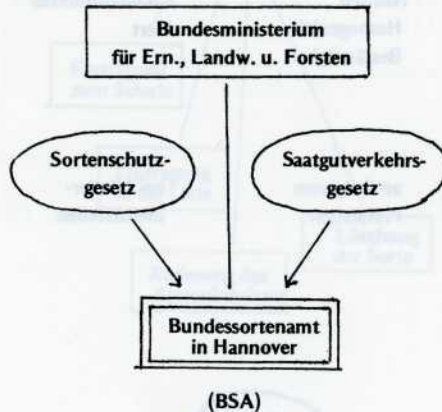 Bundesministerium
für Ern., Landw. u. Forsten
Sortenschutz-
gesetz
Saatgutverkehrs-
gesetz
Bundessortenamt
in Hannover
(BSA)